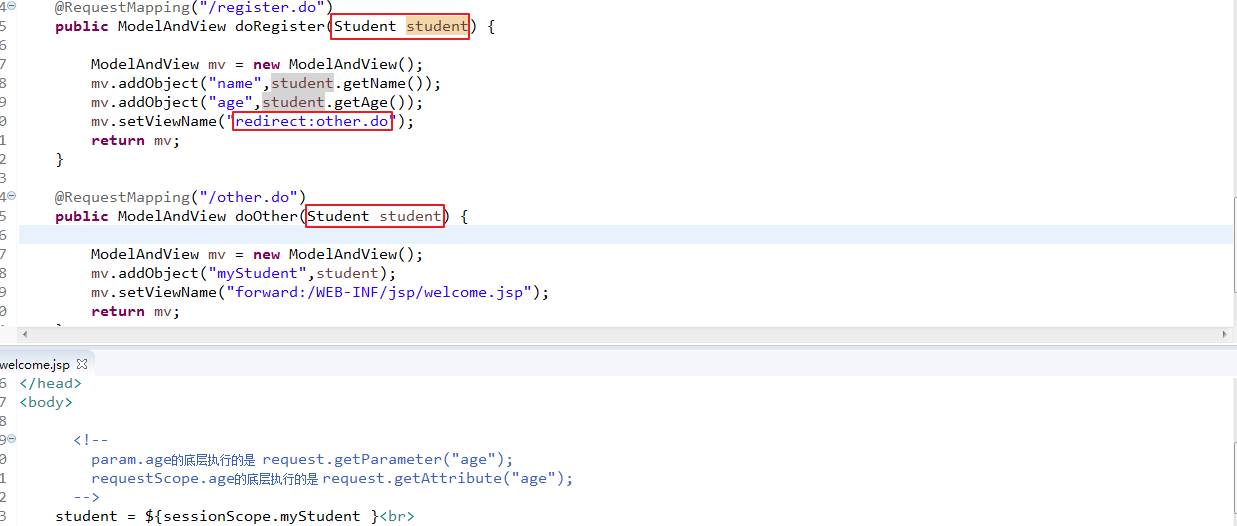 4 @RequestMapping("/register.do")
5 public ModelAndView doRegister(Student student) {
6
7 ModelAndView mv = new ModelAndView();
8 mv.addObject("name",student.getName());
9 mv.addObject("age",student.getAge());
0 mv.setViewName("redirect:other.do");
1 return mv;
2 }
3
4 @RequestMapping("/other.do")
5 public ModelAndView doOther(Student student) {
6
7 ModelAndView mv = new ModelAndView();
8 mv.addObject("myStudent",student);
9 mv.setViewName("forward:/WEB-INF/jsp/welcome.jsp");
0 return mv;
welcome.jsp
6 </head>
7 <body>
8
9 <!--
0 param.age的底层执行的是 request.getParameter("age");
1 requestScope.age的底层执行的是 request.getAttribute("age");
2 -->
3 student = ${sessionScope.myStudent }<br>